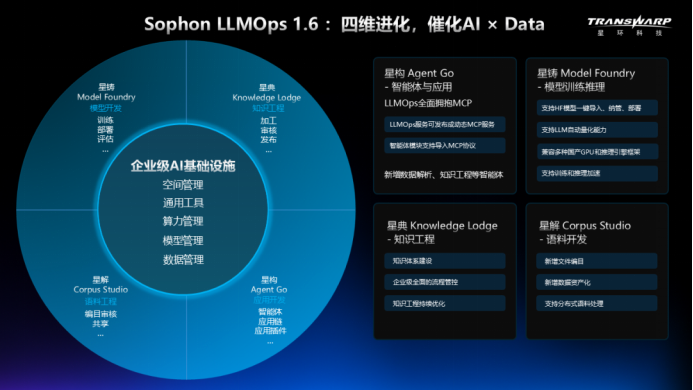 Sophon LLMOps 1.6：四维进化，催化AI × Data
TRANSWARP
星 环 科 技
星铸
Model Foundry
模型开发
训练
部署
评估
...
星典
Knowledge Lodge
知识工程
加工
审核
发布
...
企业级AI基础设施
空间管理
通用工具
算力管理
模型管理
数据管理
星解
Corpus Studio
语料工程
编目审核
共享
...
星构
Agent Go
应用开发
智能体
应用链
应用插件
...
星构 Agent Go
- 智能体与应用
LLMOps全面拥抱MCP
LLMOps服务可发布成动态MCP服务
智能体模块支持导入MCP协议
新增数据解析、知识工程等智能体
星铸 Model Foundry
- 模型训练推理
支持HF模型一键导入、纳管、部署
支持LLM自动量化能力
兼容多种国产GPU和推理引擎框架
支持训练和推理加速
星典 Knowledge Lodge
- 知识工程
知识体系建设
企业级全面的流程管控
知识工程持续优化
星解 Corpus Studio
- 语料开发
新增文件编目
新增数据资产化
支持分布式语料处理